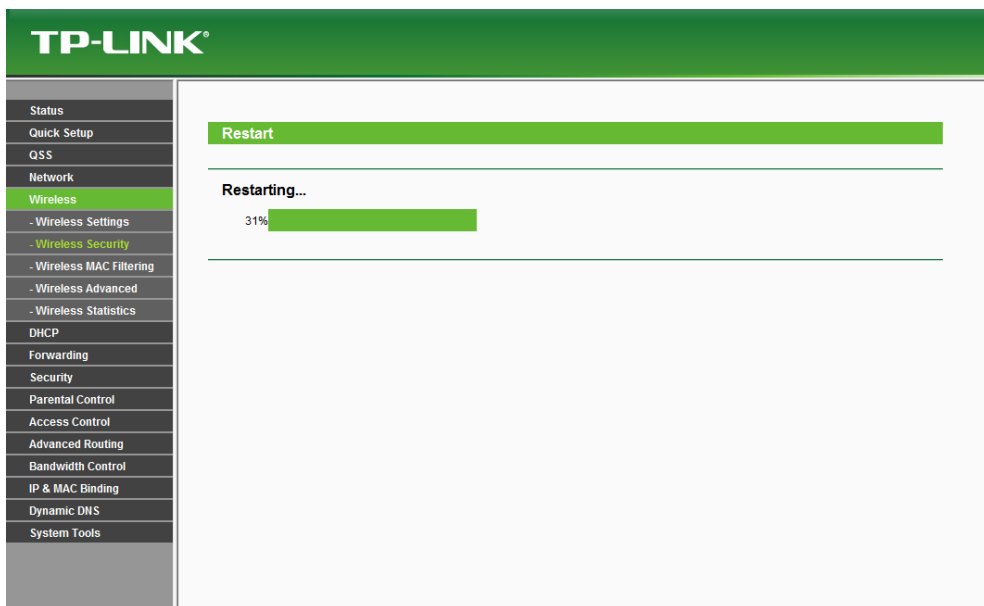 TP-LINK®
Status
Quick Setup
QSS
Network
Wireless
- Wireless Settings
- Wireless Security
- Wireless MAC Filtering
- Wireless Advanced
- Wireless Statistics
DHCP
Forwarding
Security
Parental Control
Access Control
Advanced Routing
Bandwidth Control
IP & MAC Binding
Dynamic DNS
System Tools
Restart
Restarting...
31%